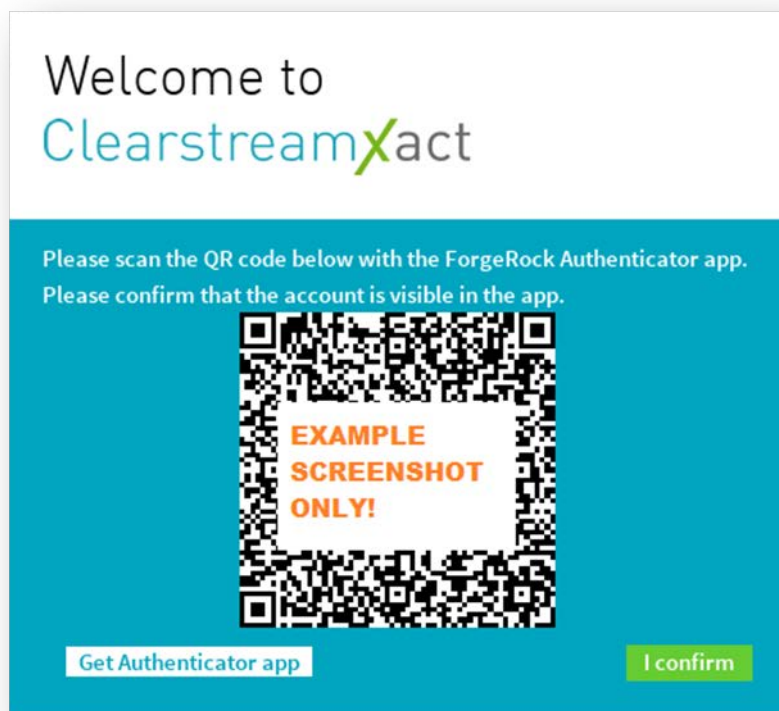 Welcome to
ClearstreamXact
Please scan the QR code below with the ForgeRock Authenticator app.
Please confirm that the account is visible in the app.
EXAMPLE
SCREENSHOT
ONLY!
Get Authenticator app
I confirm